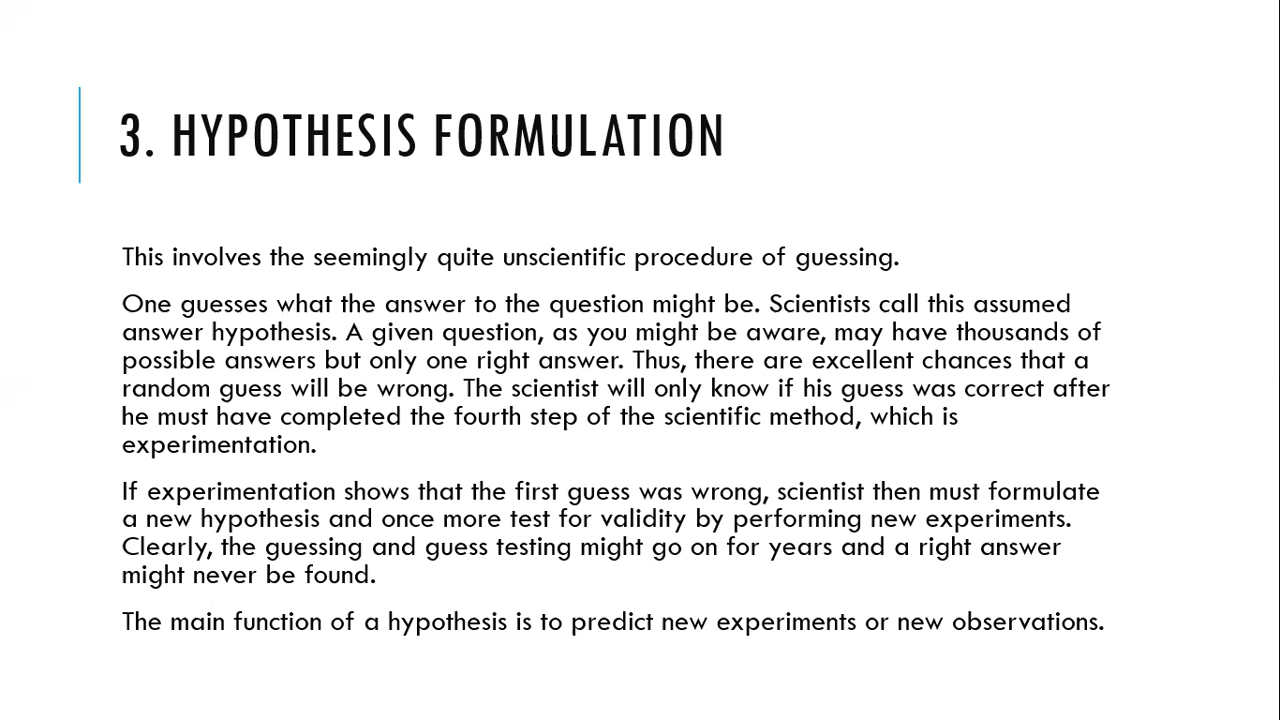 3. HYPOTHESIS FORMULATION
This involves the seemingly quite unscientific procedure of guessing.
One guesses what the answer to the question might be. Scientists call this assumed
answer hypothesis. A given question, as you might be aware, may have thousands of
possible answers but only one right answer. Thus, there are excellent chances that a
random guess will be wrong. The scientist will only know if his guess was correct after
he must have completed the fourth step of the scientific method, which is
experimentation.
If experimentation shows that the first guess was wrong, scientist then must formulate
a new hypothesis and once more test for validity by performing new experiments.
Clearly, the guessing and guess testing might go on for years and a right answer
might never be found.
The main function of a hypothesis is to predict new experiments or new observations.